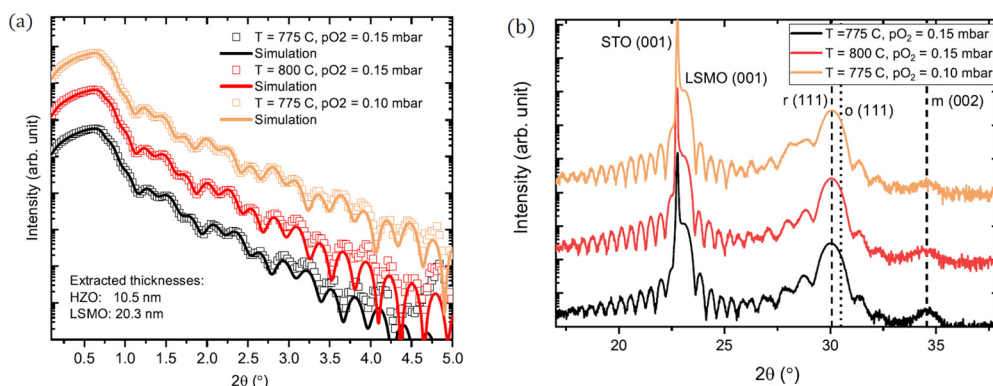 (a)
Intensity (arb. unit)
T = 775 C, pO2 = 0.15 mbar
Simulation
T = 800 C, pO2 = 0.15 mbar
Simulation
T = 775 C, pO2 = 0.10 mbar
Simulation
Extracted thicknesses:
HZO: 10.5 nm
LSMO: 20.3 nm
0.5 1.0 1.5 2.0 2.5 3.0 3.5 4.0 4.5 5.0
2θ (°)
(b)
Intensity (arb. unit)
T =775 C, pO₂ = 0.15 mbar
T = 800 C, pO₂ = 0.15 mbar
T = 775 C, pO₂ = 0.10 mbar
STO (001)
LSMO (001)
r (111)
o (111)
m (002)
20 25 30 35
2θ (°)